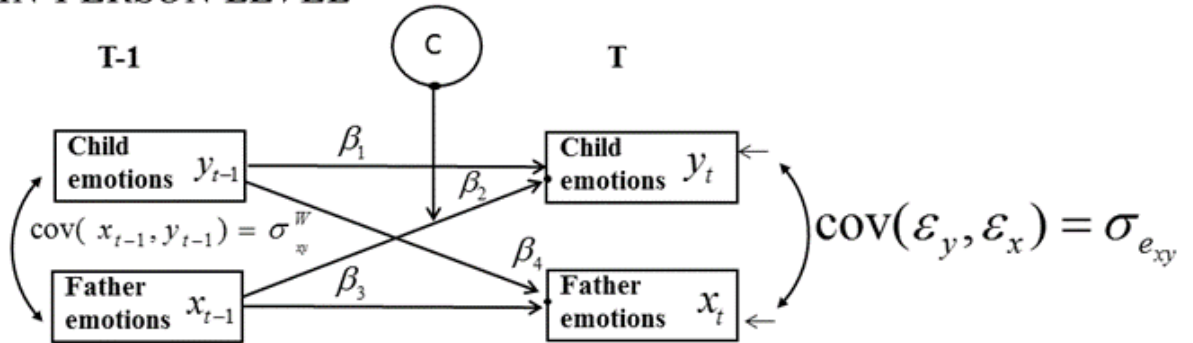 IN-PERSON LEVEL
T-1
C
T
Child
emotions y_{t-1}
β_1
β_2
Child
emotions y_t
cov( x_{t-1}, y_{t-1}) = σ^W_{xy}
cov(ε_y, ε_x) = σ_{e_{xy}}
Father
emotions x_{t-1}
β_3
β_4
Father
emotions x_t